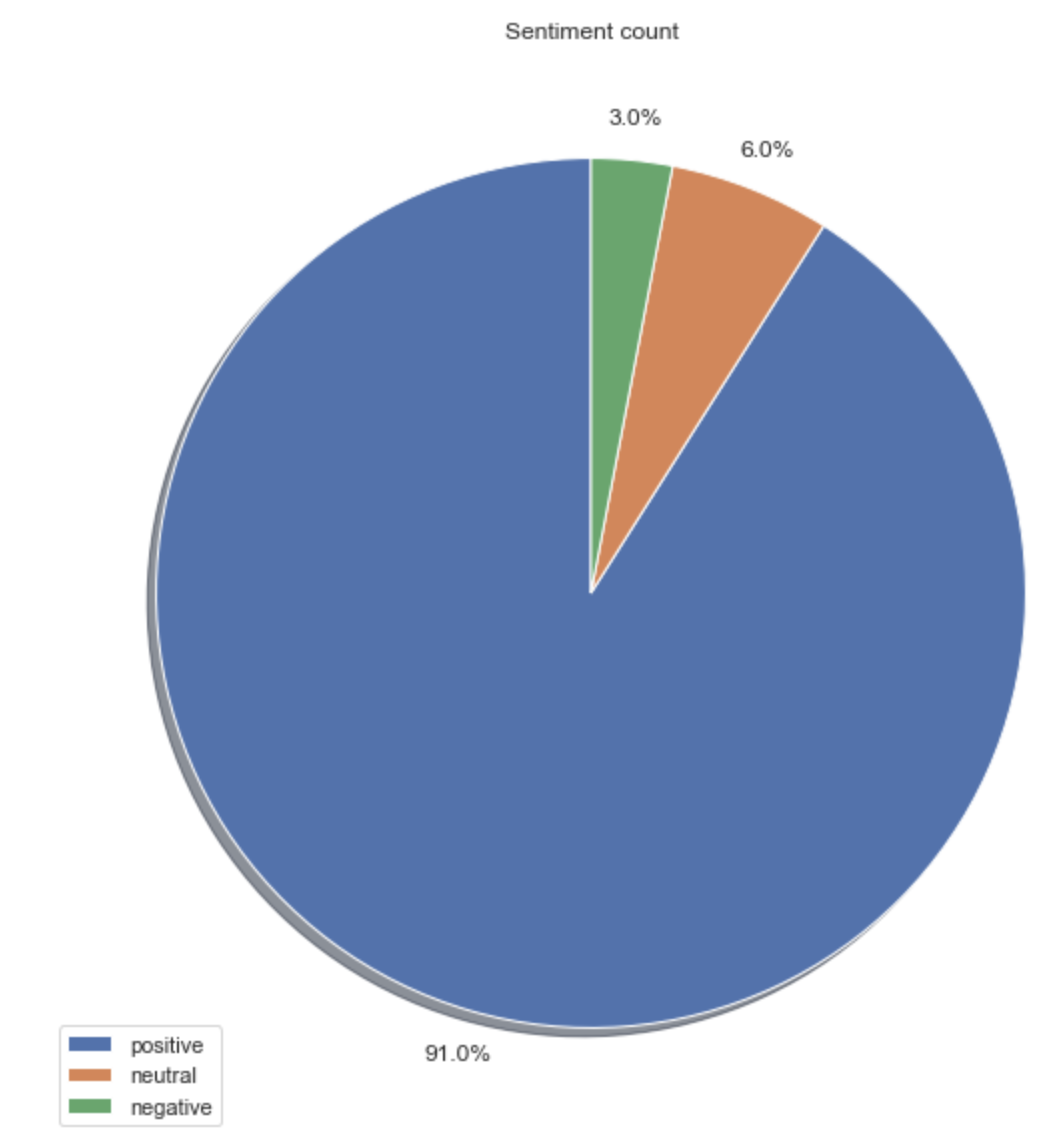 Sentiment count
3.0%
6.0%
91.0%
positive
neutral
negative